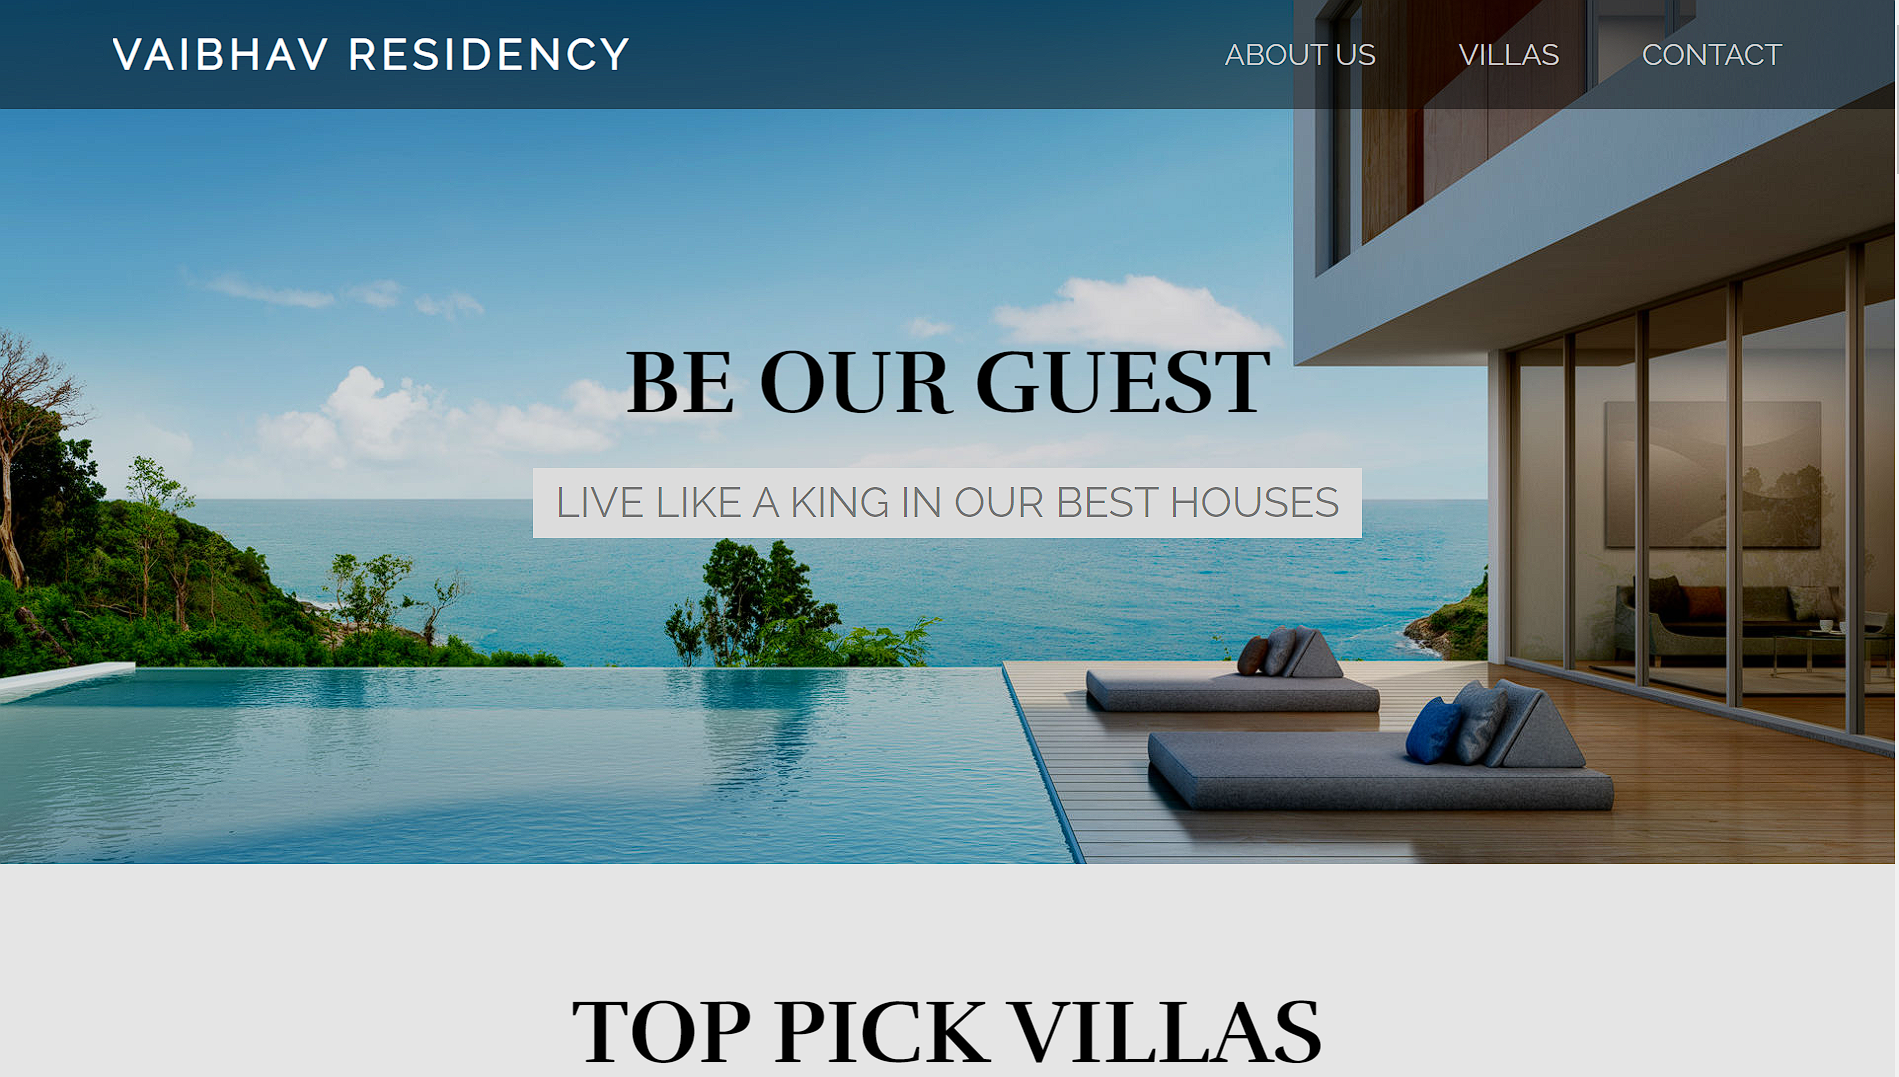 VAIBHAV RESIDENCY
ABOUT US VILLAS CONTACT
BE OUR GUEST
LIVE LIKE A KING IN OUR BEST HOUSES
TOP PICK VILLAS